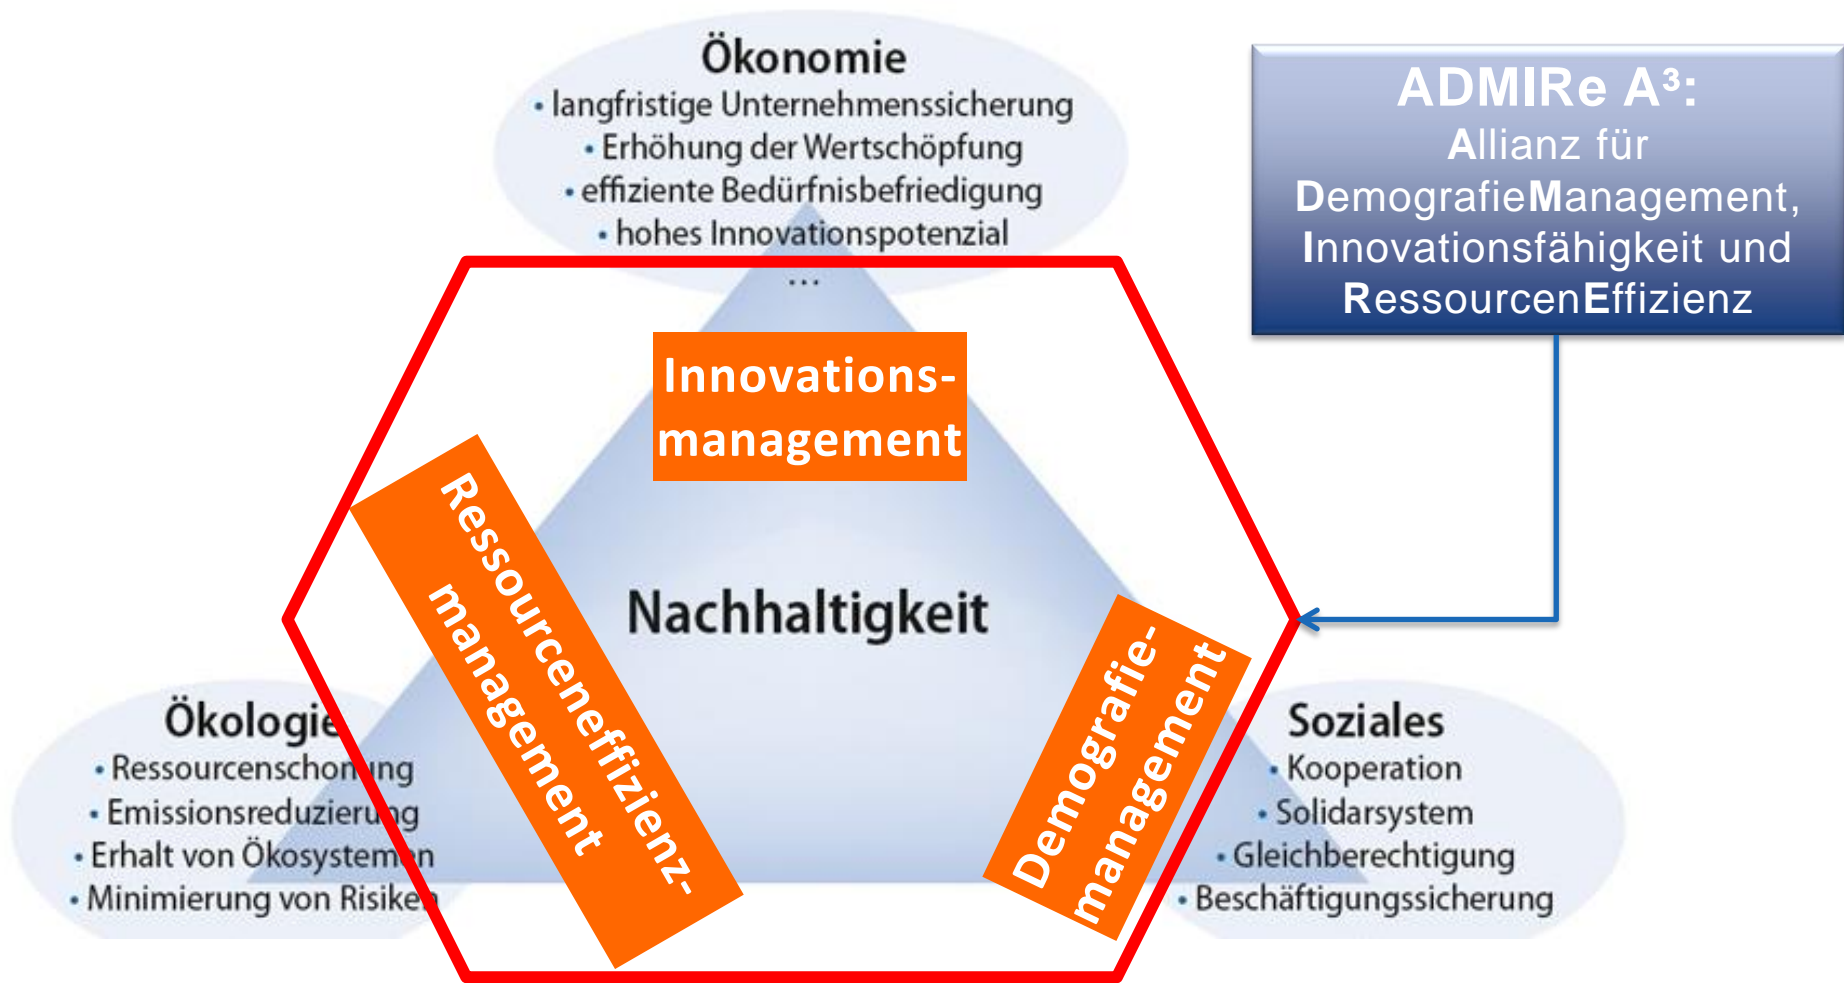 Ökonomie
• langfristige Unternehmenssicherung
• Erhöhung der Wertschöpfung
• effiziente Bedürfnisbefriedigung
• hohes Innovationspotenzial
...
ADMIRe A³:
Allianz für
DemografieManagement,
Innovationsfähigkeit und
RessourcenEffizienz
Innovations-
management
Ressourceneffizienz-
management
Nachhaltigkeit
Demografie-
management
Ökologie
• Ressourcenschonung
• Emissionsreduzierung
• Erhalt von Ökosystemen
• Minimierung von Risiken
Soziales
• Kooperation
• Solidarsystem
• Gleichberechtigung
• Beschäftigungssicherung